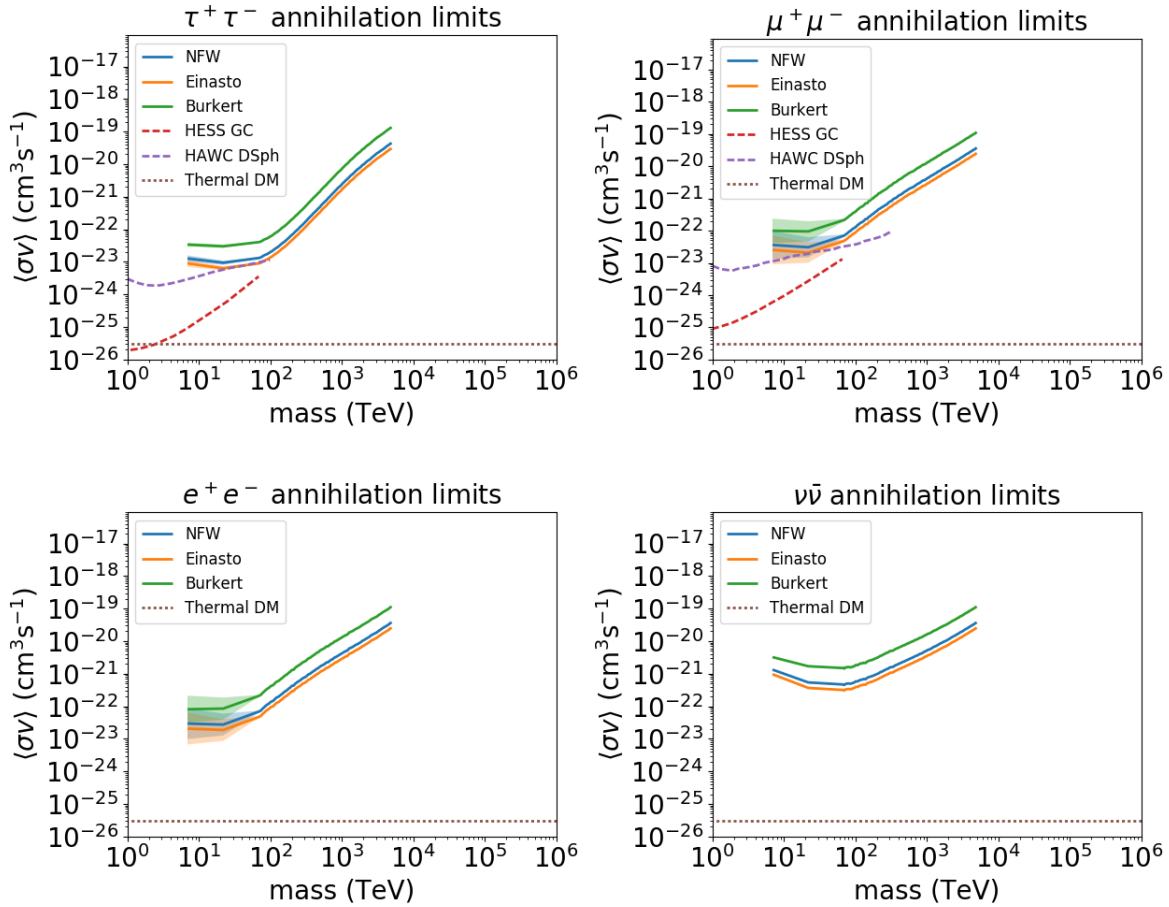 τ⁺τ⁻ annihilation limits
NFW
Einasto
Burkert
HESS GC
HAWC DSph
Thermal DM
10⁻¹⁷
10⁻¹⁸
10⁻¹⁹
10⁻²⁰
10⁻²¹
10⁻²²
10⁻²³
10⁻²⁴
10⁻²⁵
10⁻²⁶
⟨σv⟩ (cm³s⁻¹)
10⁰ 10¹ 10² 10³ 10⁴ 10⁵ 10⁶
mass (TeV)
μ⁺μ⁻ annihilation limits
NFW
Einasto
Burkert
HESS GC
HAWC DSph
Thermal DM
10⁻¹⁷
10⁻¹⁸
10⁻¹⁹
10⁻²⁰
10⁻²¹
10⁻²²
10⁻²³
10⁻²⁴
10⁻²⁵
10⁻²⁶
⟨σv⟩ (cm³s⁻¹)
10⁰ 10¹ 10² 10³ 10⁴ 10⁵ 10⁶
mass (TeV)
e⁺e⁻ annihilation limits
NFW
Einasto
Burkert
Thermal DM
10⁻¹⁷
10⁻¹⁸
10⁻¹⁹
10⁻²⁰
10⁻²¹
10⁻²²
10⁻²³
10⁻²⁴
10⁻²⁵
10⁻²⁶
⟨σv⟩ (cm³s⁻¹)
10⁰ 10¹ 10² 10³ 10⁴ 10⁵ 10⁶
mass (TeV)
νν̄ annihilation limits
NFW
Einasto
Burkert
Thermal DM
10⁻¹⁷
10⁻¹⁸
10⁻¹⁹
10⁻²⁰
10⁻²¹
10⁻²²
10⁻²³
10⁻²⁴
10⁻²⁵
10⁻²⁶
⟨σv⟩ (cm³s⁻¹)
10⁰ 10¹ 10² 10³ 10⁴ 10⁵ 10⁶
mass (TeV)